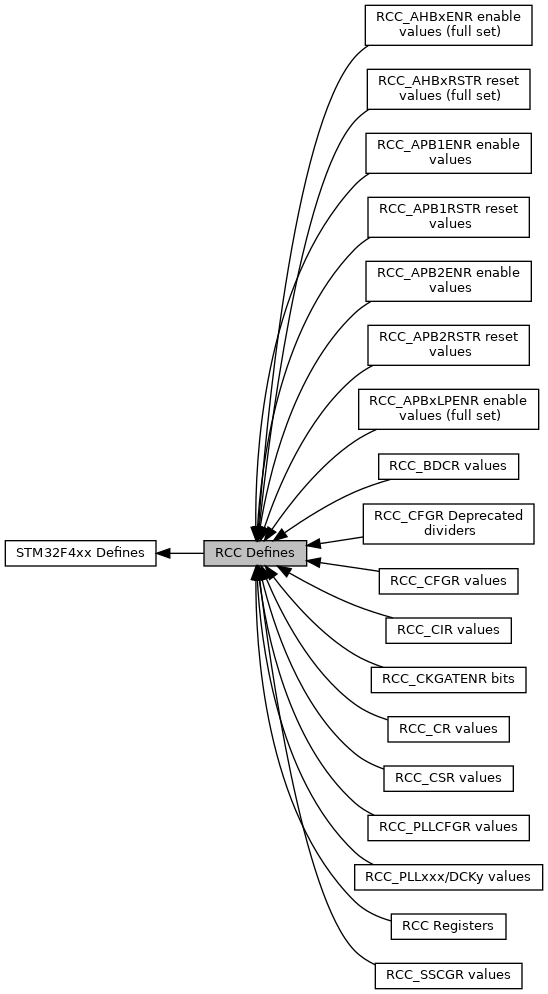 RCC_AHBxENR enable
values (full set)
RCC_AHBxRSTR reset
values (full set)
RCC_APB1ENR enable
values
RCC_APB1RSTR reset
values
RCC_APB2ENR enable
values
RCC_APB2RSTR reset
values
RCC_APBxLPENR enable
values (full set)
RCC_BDCR values
RCC_CFGR Deprecated
dividers
STM32F4xx Defines
RCC Defines
RCC_CFGR values
RCC_CIR values
RCC_CKGATENR bits
RCC_CR values
RCC_CSR values
RCC_PLLCFGR values
RCC_PLLxxx/DCKy values
RCC Registers
RCC_SSCGR values